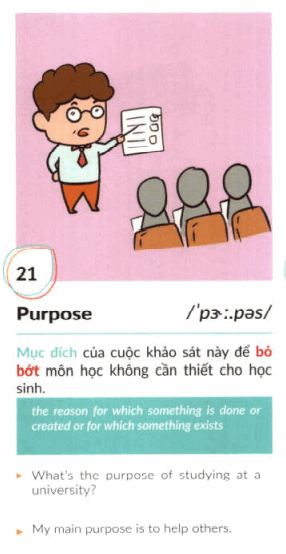 21
Purpose /ˈpɝː.pəs/
Mục đích của cuộc khảo sát này để bỏ
bớt môn học không cần thiết cho học
sinh.
the reason for which something is done or
created or for which something exists
What's the purpose of studying at a
university?
My main purpose is to help others.